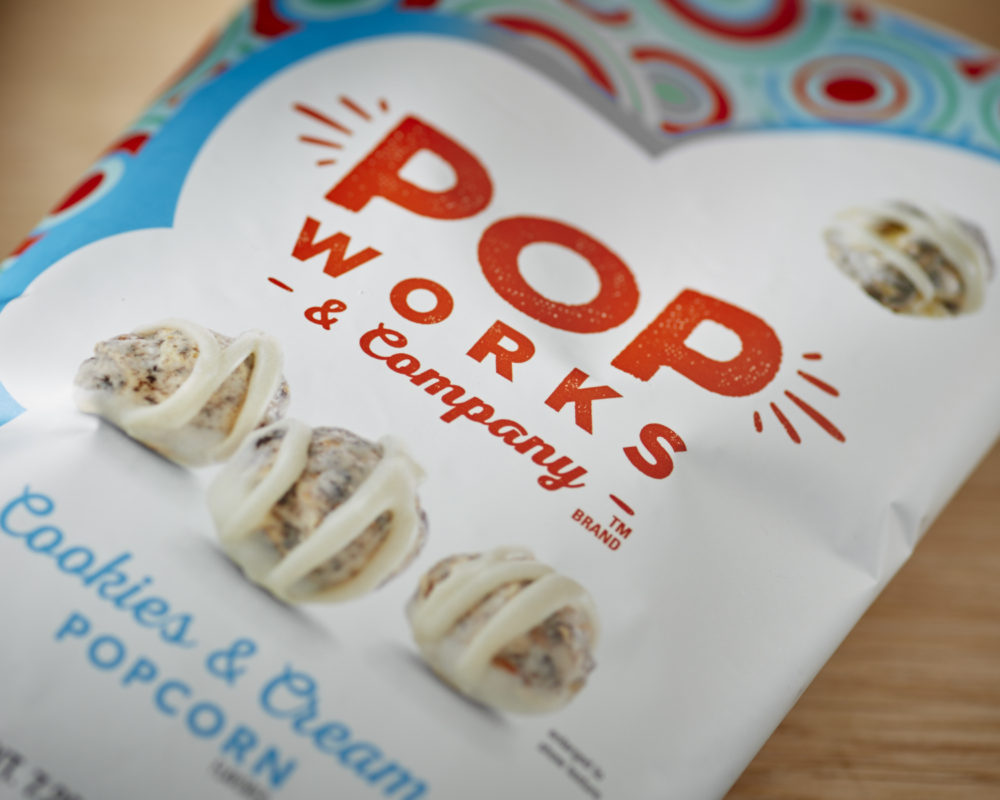 POP
WORKS
& Company
TM
BRAND
Cookies & Cream
POPCORN